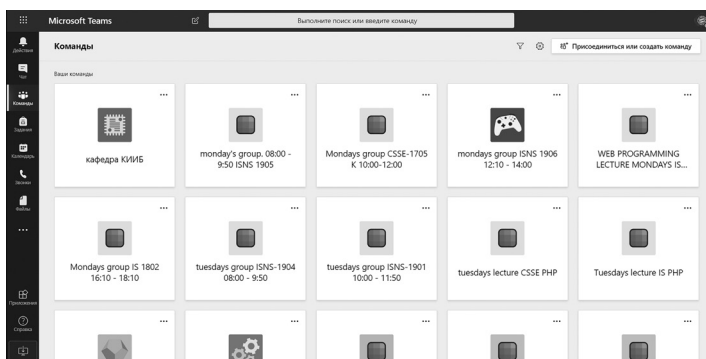 Microsoft Teams
Выполните поиск или введите команду
Действия
Чат
Команды
Задания
Календарь
Звонки
Файлы
Приложения
Справка
Команды
Присоединиться или создать команду
Ваши команды
кафедра КИИБ
monday's group. 08:00 -
9:50 ISNS 1905
Mondays group CSSE-1705
K 10:00-12:00
mondays group ISNS 1906
12:10 - 14:00
WEB PROGRAMMING
LECTURE MONDAYS IS...
Mondays group IS 1802
16:10 - 18:10
tuesdays group ISNS-1904
08:00 - 9:50
tuesdays group ISNS-1901
10:00 - 11:50
tuesdays lecture CSSE PHP
Tuesdays lecture IS PHP